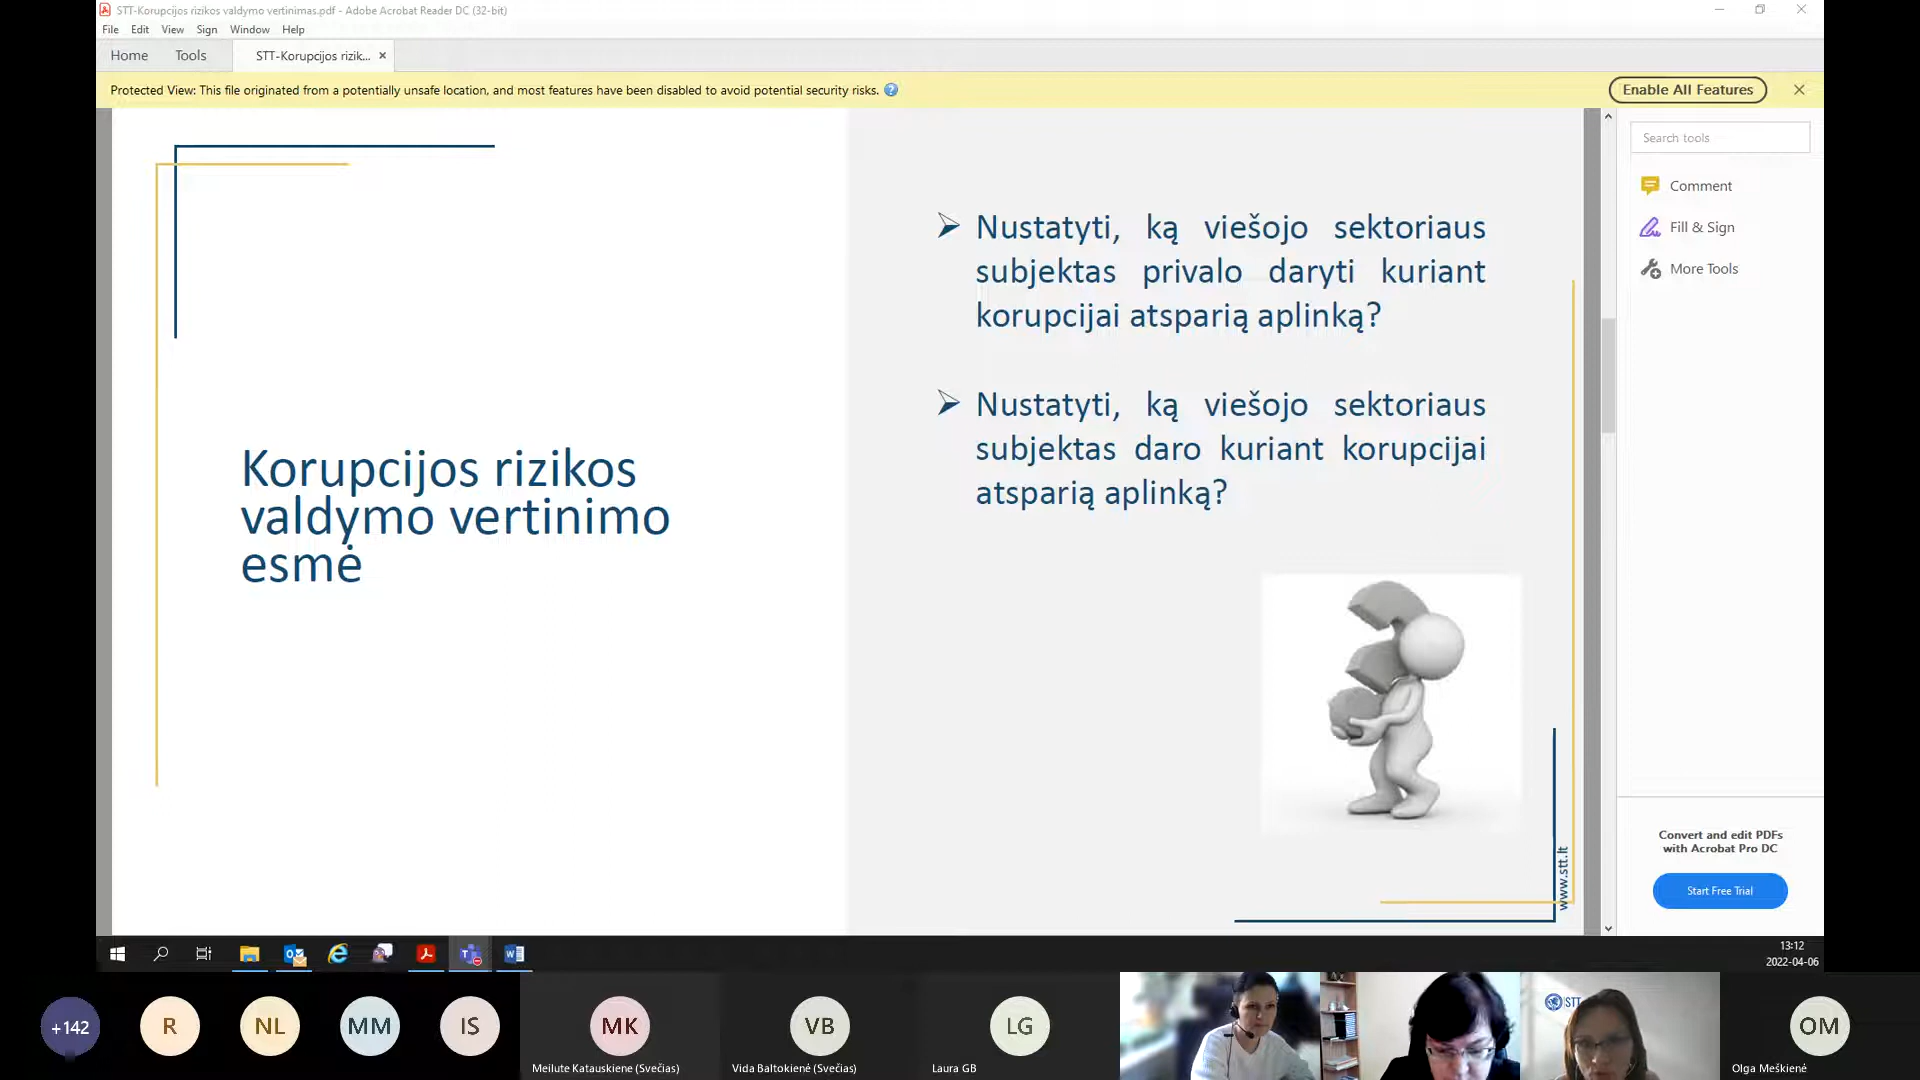 STT-Korupcijos rizikos valdymo vertinimas.pdf - Adobe Acrobat Reader DC (32-bit)
File Edit View Sign Window Help
Home Tools STT-Korupcijos rizik... ×
Protected View: This file originated from a potentially unsafe location, and most features have been disabled to avoid potential security risks. ?
Enable All Features
Korupcijos rizikos
valdymo vertinimo
esmė
Nustatyti, ką viešojo sektoriaus
subjektas privalo daryti kuriant
korupcijai atsparią aplinką?
Nustatyti, ką viešojo sektoriaus
subjektas daro kuriant korupcijai
atsparią aplinką?
www.stt.lt
Search tools
Comment
Fill & Sign
More Tools
Convert and edit PDFs
with Acrobat Pro DC
Start Free Trial
13:12
2022-04-06
+142
R
NL
MM
IS
MK
Meilute Katauskiene (Svečias)
VB
Vida Baltokienė (Svečias)
LG
Laura GB
STT
OM
Olga Meškienė